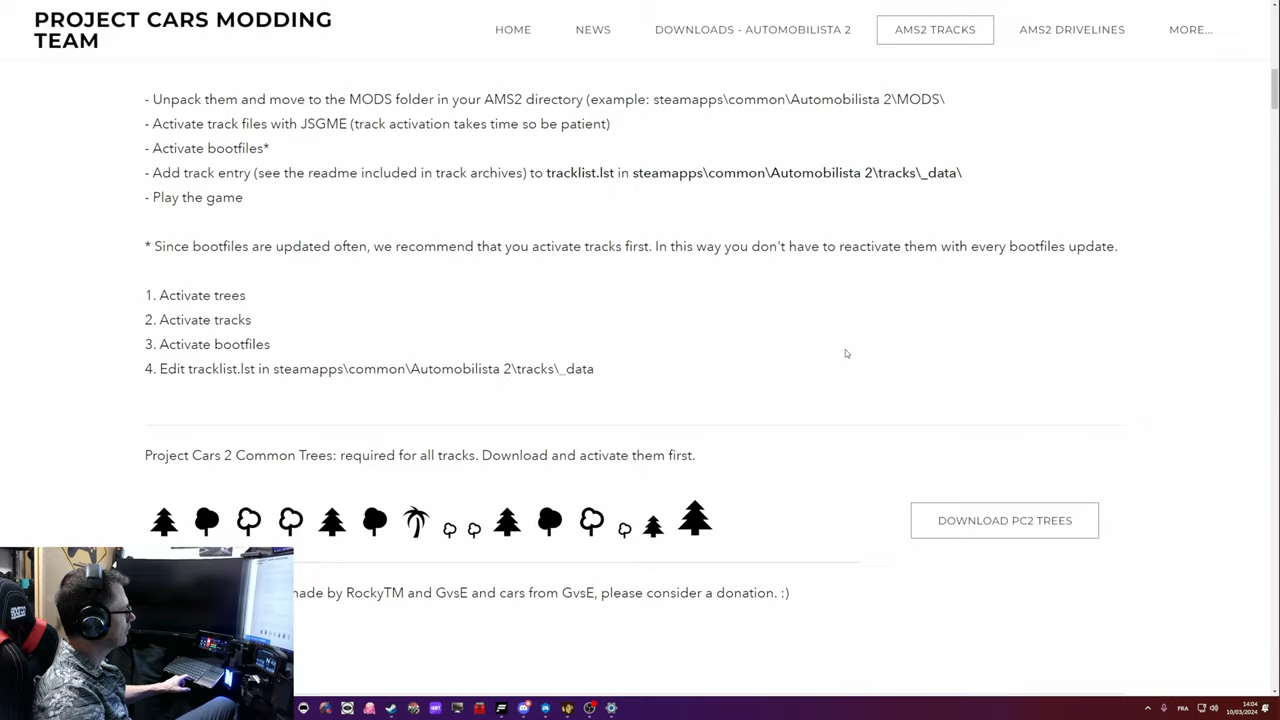 PROJECT CARS MODDING TEAM
HOME
NEWS
DOWNLOADS - AUTOMOBILISTA 2
AMS2 TRACKS
AMS2 DRIVELINES
MORE...
- Unpack them and move to the MODS folder in your AMS2 directory (example: steamapps\common\Automobilista 2\MODS\
- Activate track files with JSGME (track activation takes time so be patient)
- Activate bootfiles*
- Add track entry (see the readme included in track archives) to tracklist.lst in steamapps\common\Automobilista 2\tracks\_data\
- Play the game
* Since bootfiles are updated often, we recommend that you activate tracks first. In this way you don't have to reactivate them with every bootfiles update.
1. Activate trees
2. Activate tracks
3. Activate bootfiles
4. Edit tracklist.lst in steamapps\common\Automobilista 2\tracks\_data
Project Cars 2 Common Trees: required for all tracks. Download and activate them first.
DOWNLOAD PC2 TREES
made by RockyTM and GvsE and cars from GvsE, please consider a donation. :)
sparco
FRA
14:04
10/03/2024